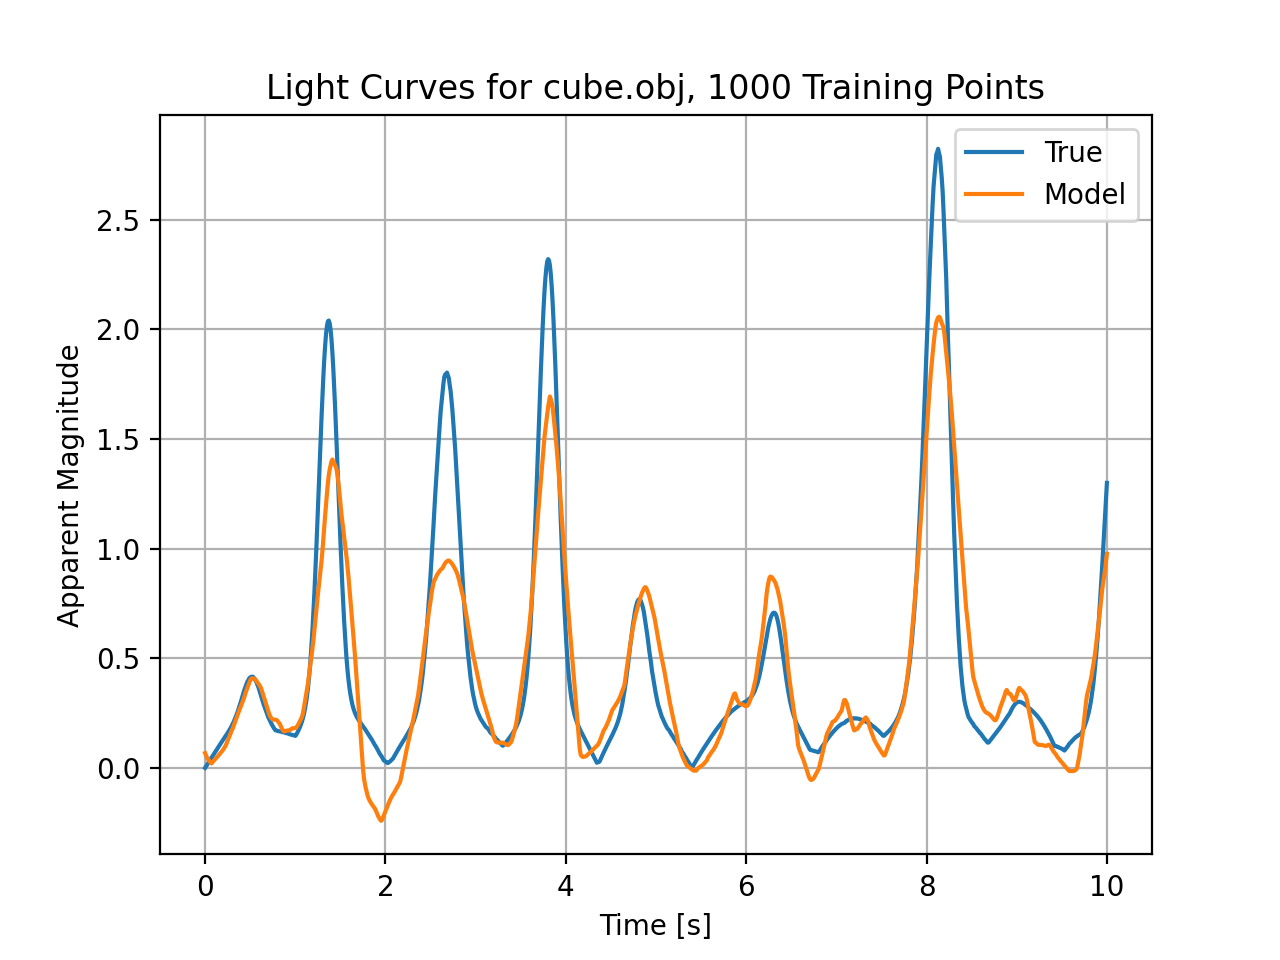 Light Curves for cube.obj, 1000 Training Points
True
Model
Apparent Magnitude
2.5
2.0
1.5
1.0
0.5
0.0
0 2 4 6 8 10
Time [s]